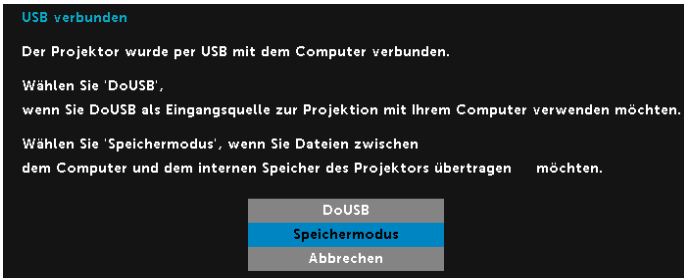 USB verbunden
Der Projektor wurde per USB mit dem Computer verbunden.
Wählen Sie 'DoUSB',
wenn Sie DoUSB als Eingangsquelle zur Projektion mit Ihrem Computer verwenden möchten.
Wählen Sie 'Speichermodus', wenn Sie Dateien zwischen
dem Computer und dem internen Speicher des Projektors übertragen möchten.
DoUSB
Speichermodus
Abbrechen